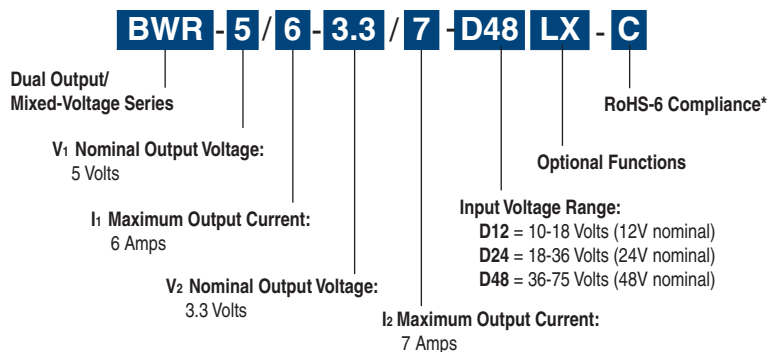 BWR - 5 / 6 - 3.3 / 7 - D48 LX - C
Dual Output/
Mixed-Voltage Series
RoHS-6 Compliance*
V1 Nominal Output Voltage:
5 Volts
Optional Functions
I1 Maximum Output Current:
6 Amps
Input Voltage Range:
D12 = 10-18 Volts (12V nominal)
D24 = 18-36 Volts (24V nominal)
D48 = 36-75 Volts (48V nominal)
V2 Nominal Output Voltage:
3.3 Volts
I2 Maximum Output Current:
7 Amps